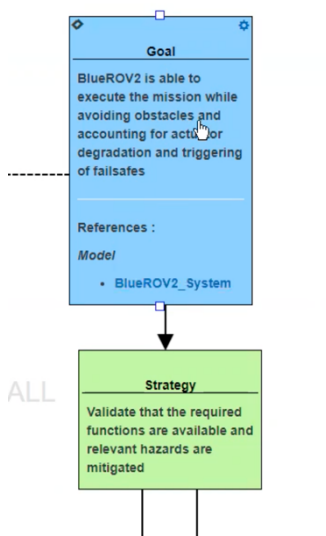 Goal
BlueROV2 is able to
execute the mission while
avoiding obstacles and
accounting for actuator
degradation and triggering
of failsafes
References :
Model
• BlueROV2_System
ALL
Strategy
Validate that the required
functions are available and
relevant hazards are
mitigated